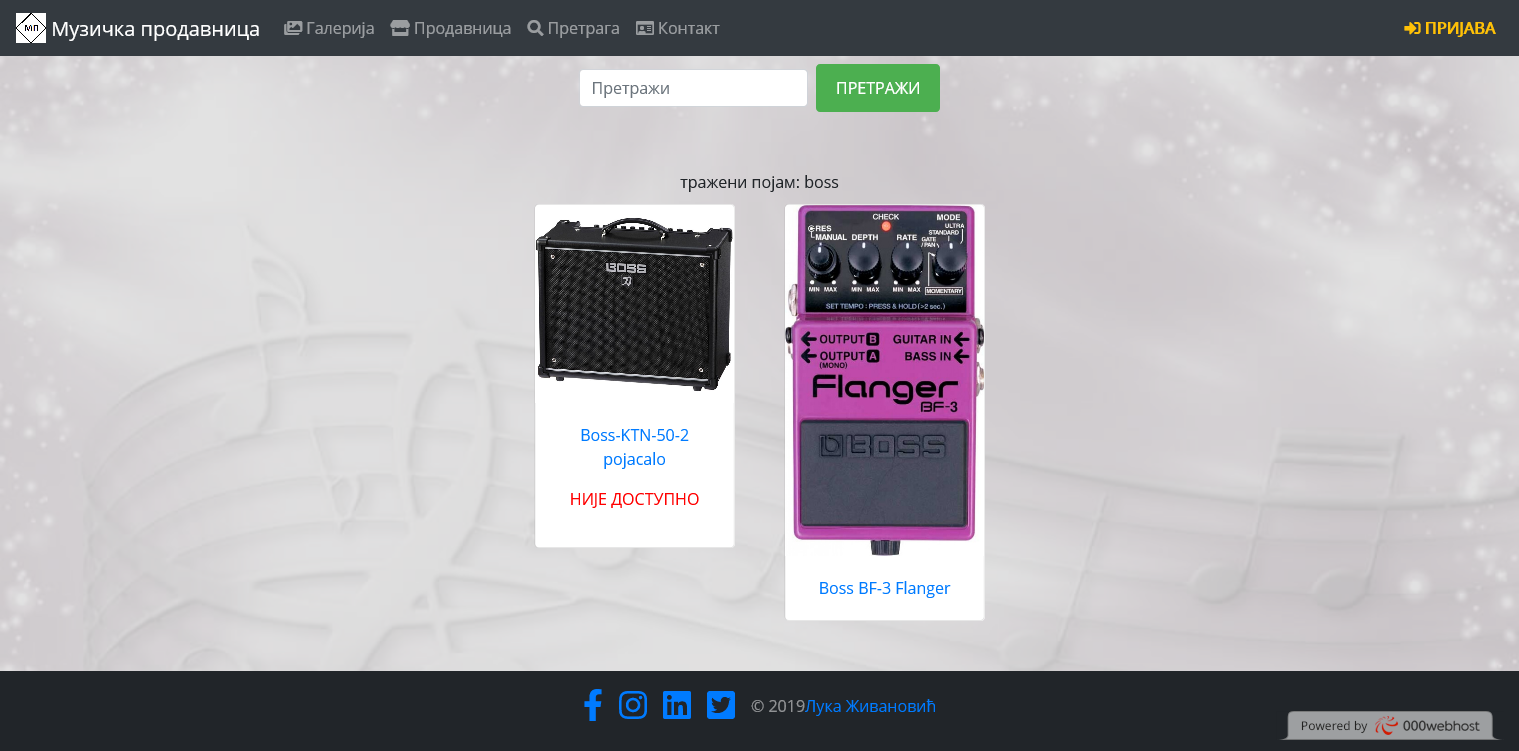 МП Музичка продавница Галерија Продавница Претрага Контакт ПРИЈАВА
Претражи ПРЕТРАЖИ
тражени појам: boss
BOSS
Boss-KTN-50-2
pojacalo
НИЈЕ ДОСТУПНО
CHECK MODE
RES ULTRA
MANUAL DEPTH RATE GATE /PAN STANDARD
MIN MAX MIN MAX MIN MAX MOMENTARY
SET TEMPO : PRESS & HOLD (>2 sec.)
OUTPUT B GUITAR IN
OUTPUT A BASS IN
(MONO)
Flanger
BF-3
BOSS
Boss BF-3 Flanger
© 2019Лука Живановић
Powered by 000webhost